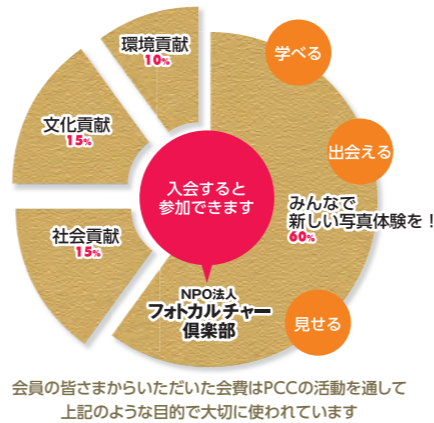 環境貢献
10%
学べる
文化貢献
15%
出会える
入会すると
参加できます
みんなで
新しい写真体験を！
60%
社会貢献
15%
NPO法人
フォトカルチャー
倶楽部
見せる
会員の皆さまからいただいた会費はPCCの活動を通して
上記のような目的で大切に使われています